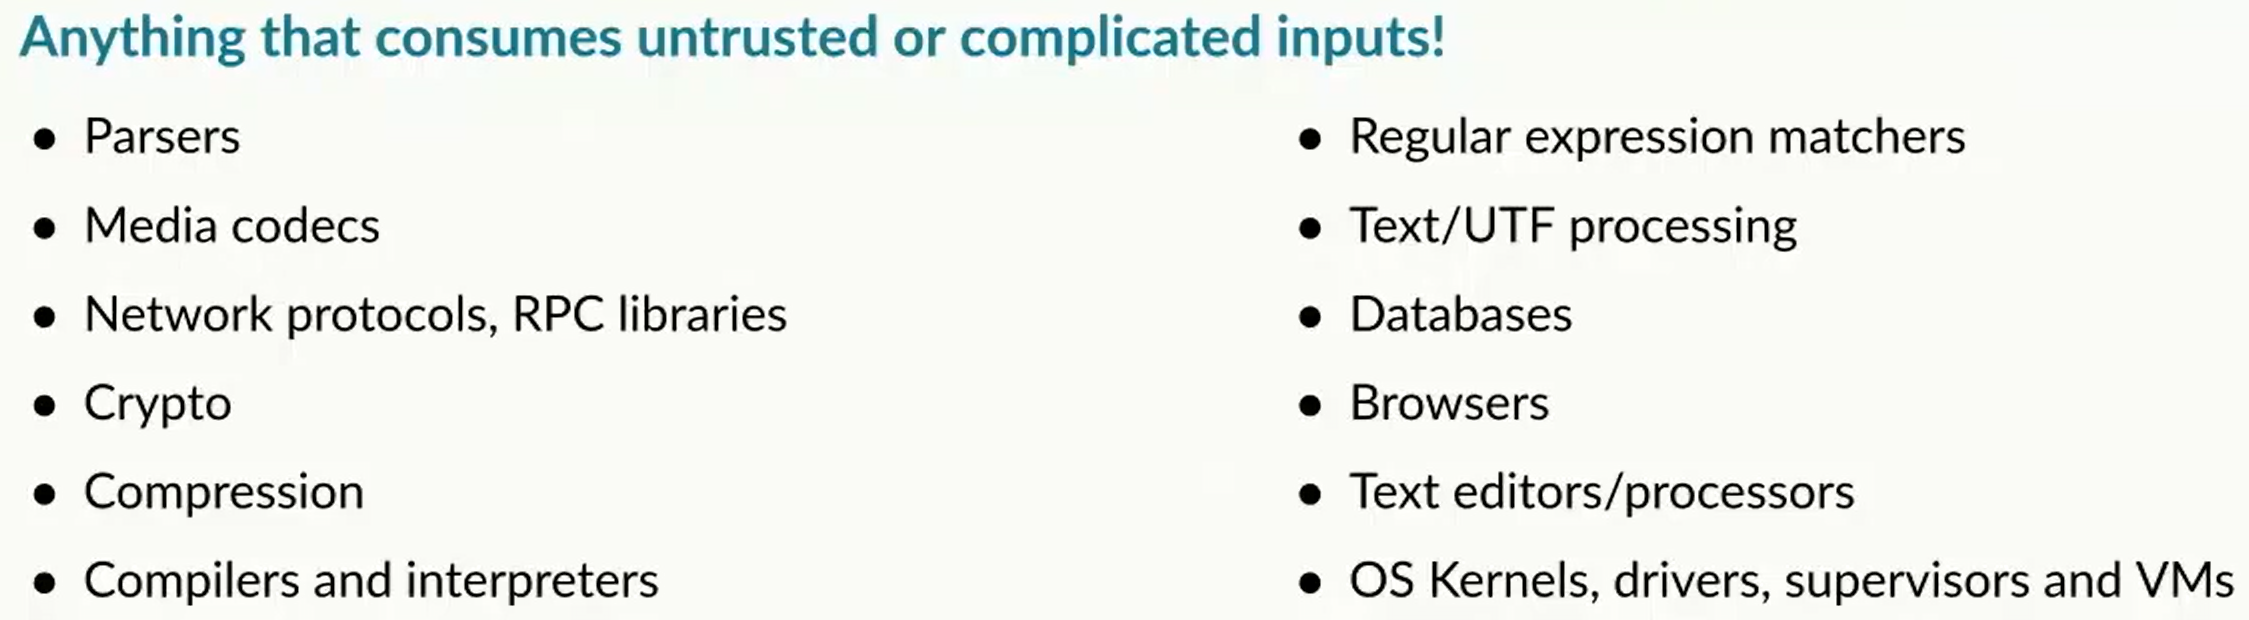 Anything that consumes untrusted or complicated inputs!
● Parsers
● Media codecs
● Network protocols, RPC libraries
● Crypto
● Compression
● Compilers and interpreters
● Regular expression matchers
● Text/UTF processing
● Databases
● Browsers
● Text editors/processors
● OS Kernels, drivers, supervisors and VMs